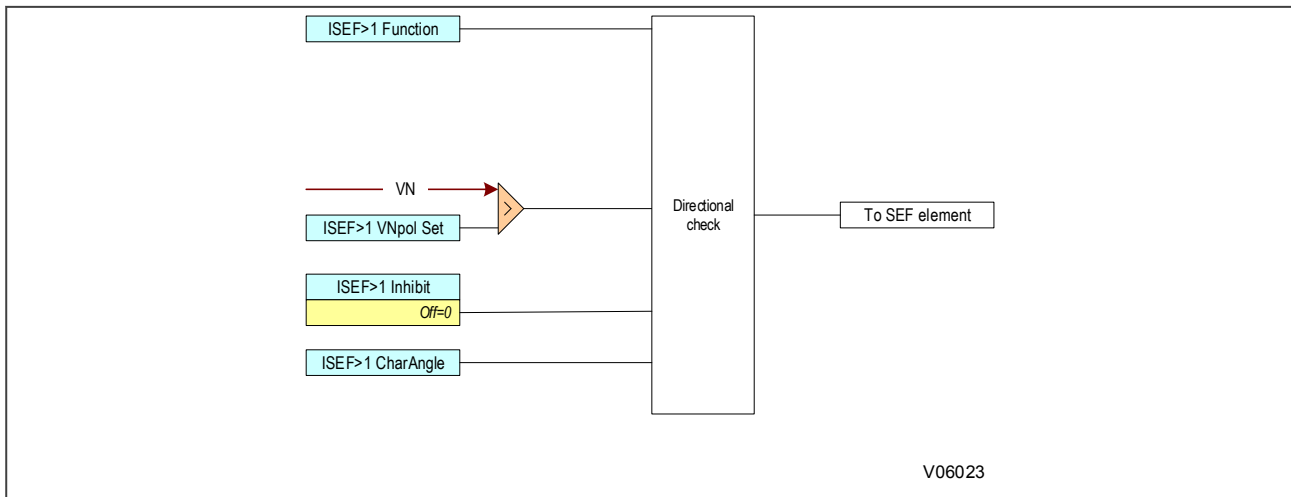 ISEF>1 Function
VN
ISEF>1 VNpol Set
>
ISEF>1 Inhibit
Off=0
ISEF>1 CharAngle
Directional
check
To SEF element
V06023